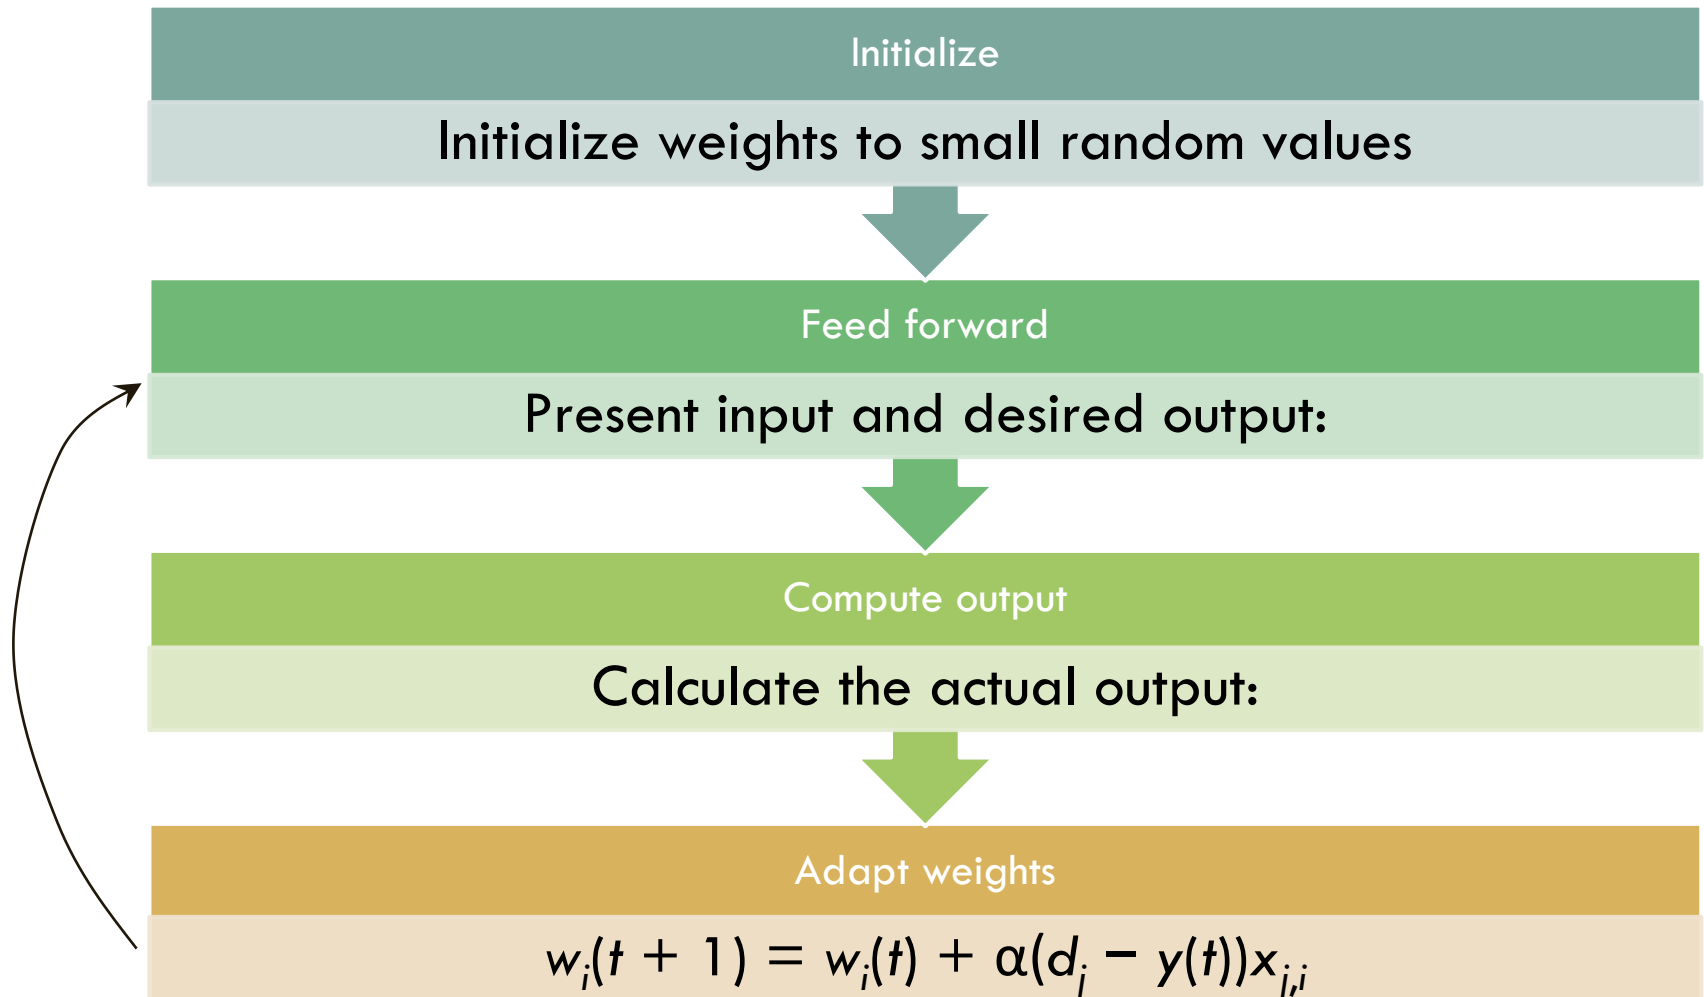 Initialize
Initialize weights to small random values
Feed forward
Present input and desired output:
Compute output
Calculate the actual output:
Adapt weights
wᵢ(t + 1) = wᵢ(t) + α(dⱼ − y(t))xⱼ,ᵢ